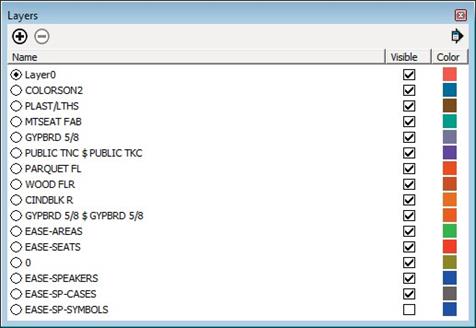 Layers
Name Visible Color
Layer0
COLORSON2
PLAST/LTHS
MTSEAT FAB
GYPBRD 5/8
PUBLIC TNC $ PUBLIC TKC
PARQUET FL
WOOD FLR
CINDBLK R
GYPBRD 5/8 $ GYPBRD 5/8
EASE-AREAS
EASE-SEATS
0
EASE-SPEAKERS
EASE-SP-CASES
EASE-SP-SYMBOLS